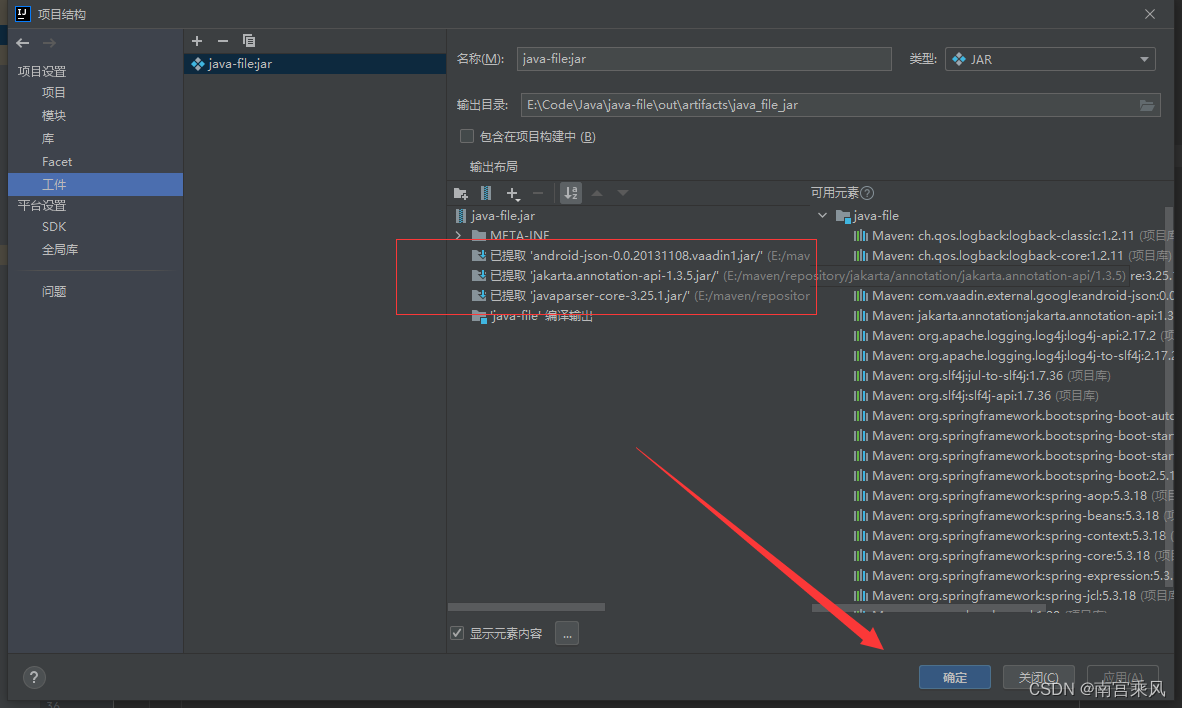 项目结构
项目设置
项目
模块
库
Facet
工件
平台设置
SDK
全局库
问题
java-file:jar
名称(M):
java-file:jar
类型:
JAR
输出目录:
E:\Code\Java\java-file\out\artifacts\java_file_jar
包含在项目构建中 (B)
输出布局
java-file.jar
META-INF
已提取 'android-json-0.0.20131108.vaadin1.jar/' (E:/mav
已提取 'jakarta.annotation-api-1.3.5.jar/' (E:/maven/repository/jakarta/annotation/jakarta.annotation-api/1.3.5)
已提取 'javaparser-core-3.25.1.jar/' (E:/maven/repositor
'java-file' 编译输出
可用元素
java-file
Maven: ch.qos.logback:logback-classic:1.2.11 (项目库
Maven: ch.qos.logback:logback-core:1.2.11 (项目库
re:3.25.
Maven: com.vaadin.external.google:android-json:0.0
Maven: jakarta.annotation:jakarta.annotation-api:1.3
Maven: org.apache.logging.log4j:log4j-api:2.17.2 (项
Maven: org.apache.logging.log4j:log4j-to-slf4j:2.17.2
Maven: org.slf4j:jul-to-slf4j:1.7.36 (项目库)
Maven: org.slf4j:slf4j-api:1.7.36 (项目库)
Maven: org.springframework.boot:spring-boot-auto
Maven: org.springframework.boot:spring-boot-star
Maven: org.springframework.boot:spring-boot-star
Maven: org.springframework.boot:spring-boot:2.5.1
Maven: org.springframework:spring-aop:5.3.18 (项目
Maven: org.springframework:spring-beans:5.3.18 (项
Maven: org.springframework:spring-context:5.3.18 (
Maven: org.springframework:spring-core:5.3.18 (项
Maven: org.springframework:spring-expression:5.3.
Maven: org.springframework:spring-jcl:5.3.18 (项目库
显示元素内容
...
?
确定
关闭(C)
应用(A)
CSDN @南宫乘风